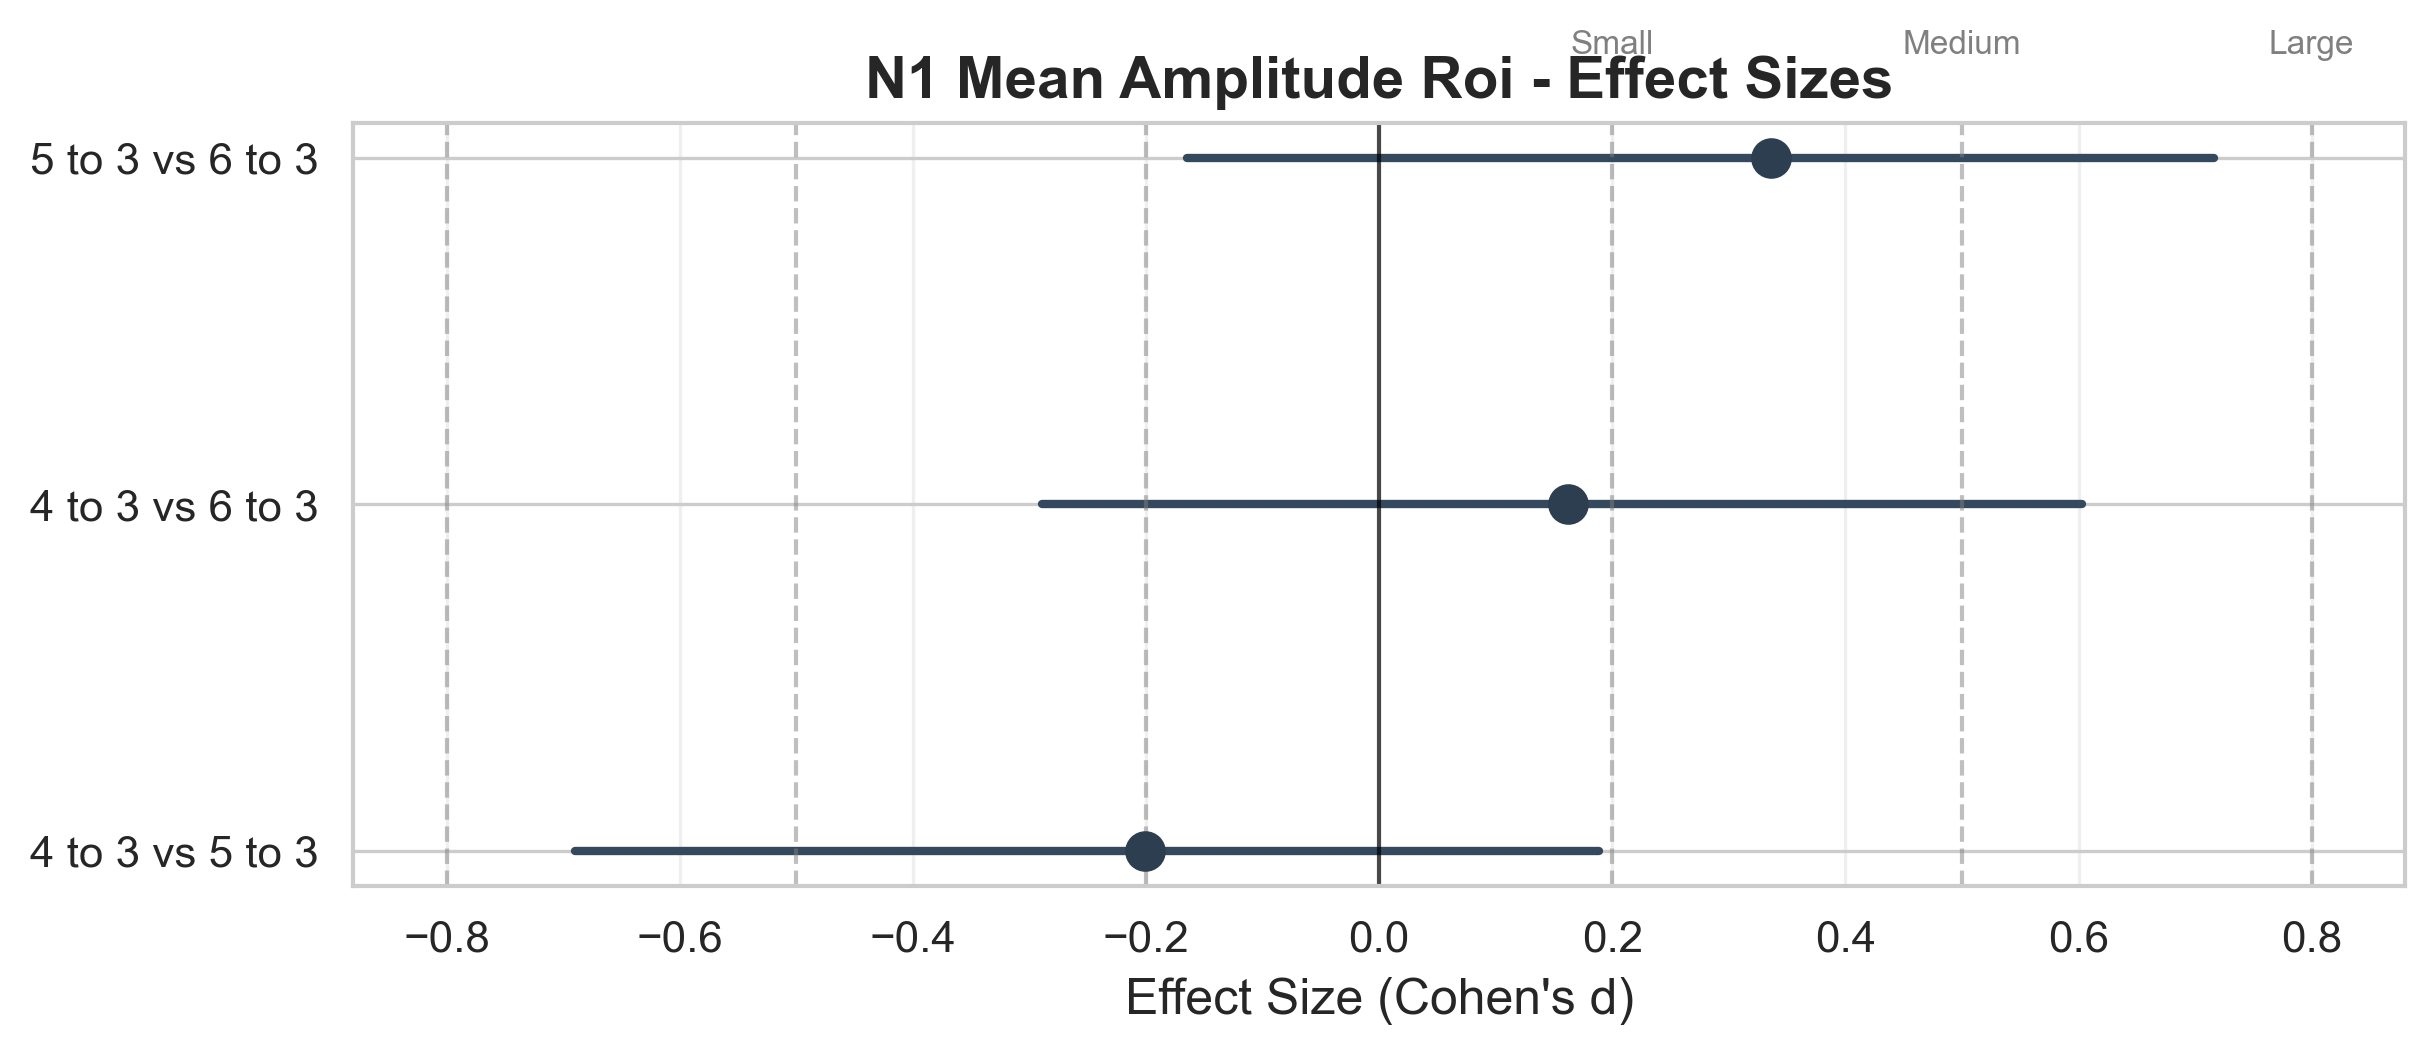 Small Medium Large
N1 Mean Amplitude Roi - Effect Sizes
5 to 3 vs 6 to 3
4 to 3 vs 6 to 3
4 to 3 vs 5 to 3
−0.8 −0.6 −0.4 −0.2 0.0 0.2 0.4 0.6 0.8
Effect Size (Cohen's d)